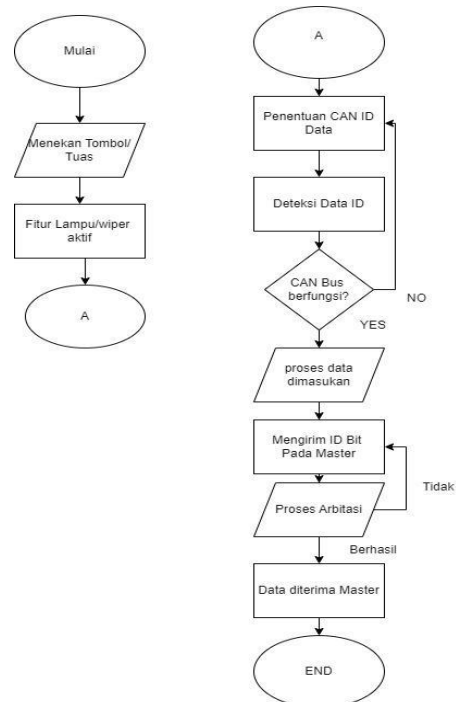 Mulai
Menekan Tombol/
Tuas
Fitur Lampu/wiper
aktif
A
A
Penentuan CAN ID
Data
Deteksi Data ID
CAN Bus
berfungsi?
NO
YES
proses data
dimasukan
Mengirim ID Bit
Pada Master
Tidak
Proses Arbitasi
Berhasil
Data diterima Master
END